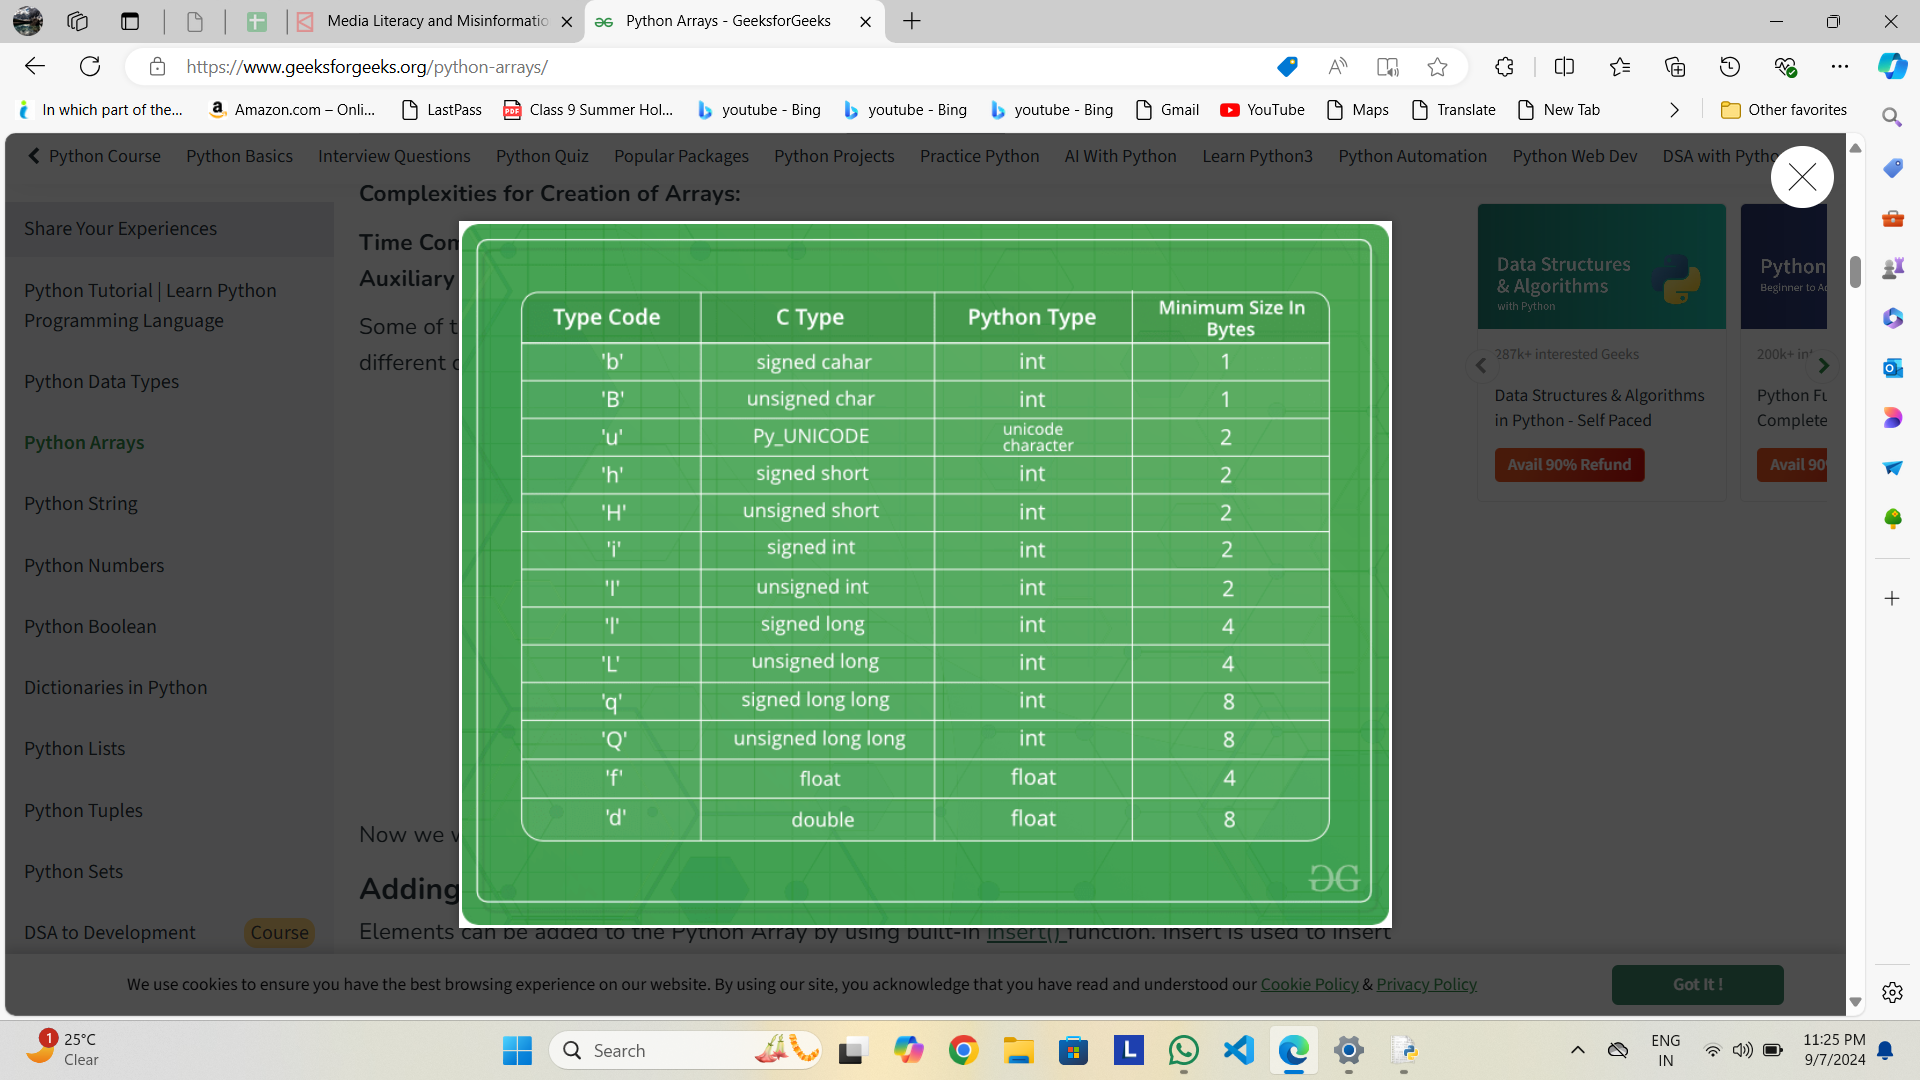 Media Literacy and Misinformatio
Python Arrays - GeeksforGeeks
https://www.geeksforgeeks.org/python-arrays/
In which part of the...
Amazon.com – Onli...
LastPass
Class 9 Summer Hol...
youtube - Bing
youtube - Bing
youtube - Bing
Gmail
YouTube
Maps
Translate
New Tab
Other favorites
Python Course
Python Basics
Interview Questions
Python Quiz
Popular Packages
Python Projects
Practice Python
AI With Python
Learn Python3
Python Automation
Python Web Dev
DSA with Pytho
Share Your Experiences
Python Tutorial | Learn Python
Programming Language
Python Data Types
Python Arrays
Python String
Python Numbers
Python Boolean
Dictionaries in Python
Python Lists
Python Tuples
Python Sets
DSA to Development Course
Complexities for Creation of Arrays:
Time Com
Auxiliary
Some of t
different d
Type Code C Type Python Type Minimum Size In
Bytes
'b' signed cahar int 1
'B' unsigned char int 1
'u' Py_UNICODE unicode
character 2
'h' signed short int 2
'H' unsigned short int 2
'i' signed int int 2
'I' unsigned int int 2
'l' signed long int 4
'L' unsigned long int 4
'q' signed long long int 8
'Q' unsigned long long int 8
'f' float float 4
'd' double float 8
Now we w
Adding
Elements can be added to the Python Array by using built-in insert() function. Insert is used to insert
Data Structures
& Algorithms
with Python
287k+ interested Geeks
Data Structures & Algorithms
in Python - Self Paced
Avail 90% Refund
Python
Beginner to Ad
200k+ int
Python Fu
Complete
Avail 90
We use cookies to ensure you have the best browsing experience on our website. By using our site, you acknowledge that you have read and understood our Cookie Policy & Privacy Policy
Got It !
1
25°C
Clear
Search
ENG
IN
11:25 PM
9/7/2024